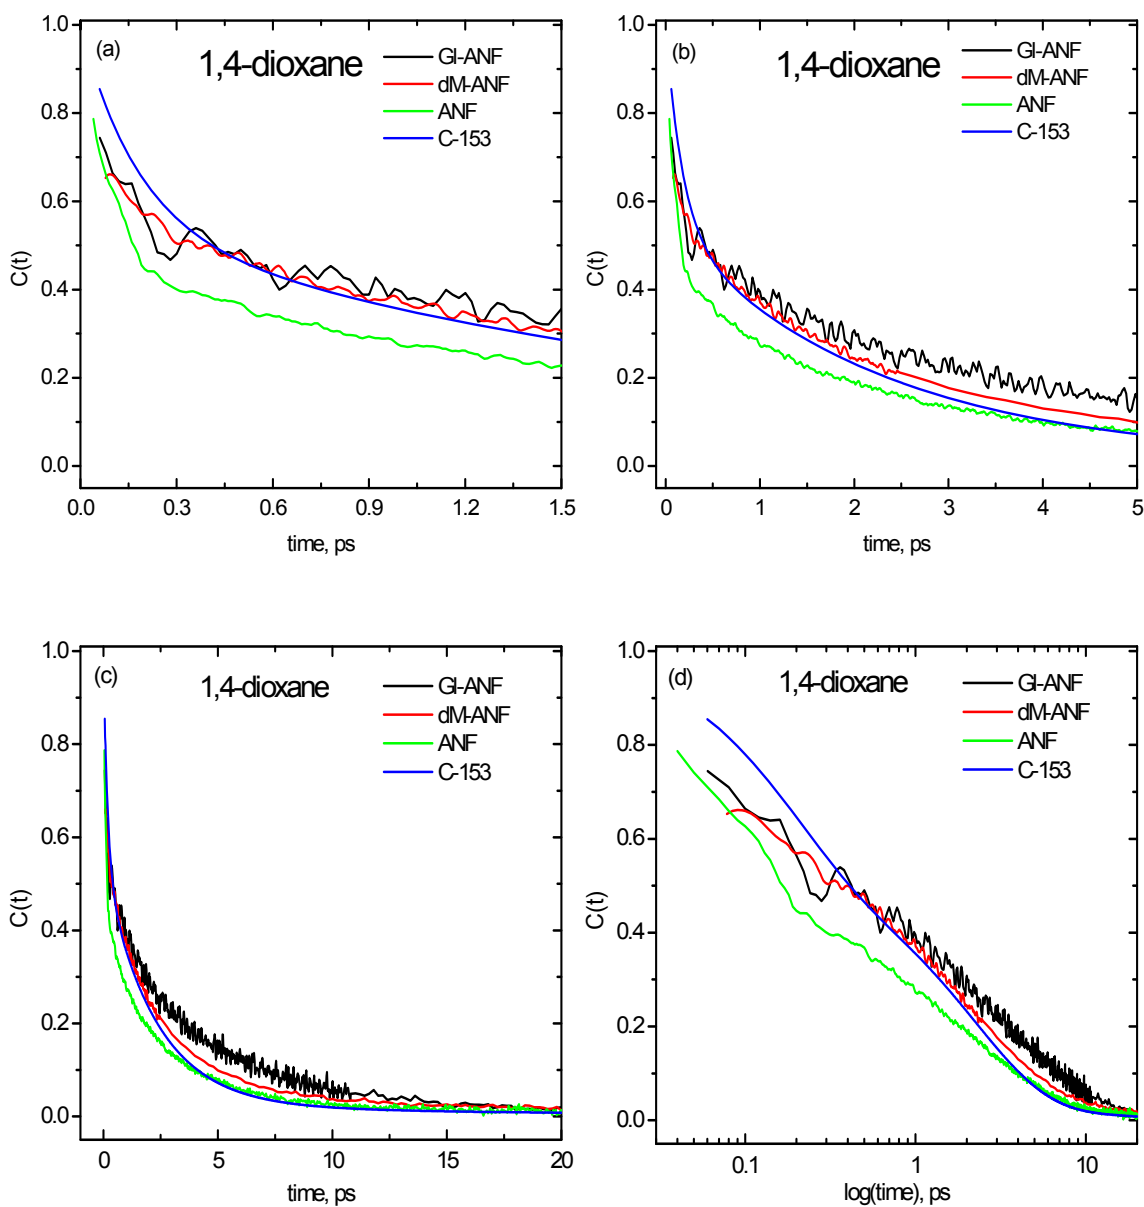 (a)
1,4-dioxane
Gl-ANF
dM-ANF
ANF
C-153
1.0
0.8
0.6
0.4
0.2
0.0
C(t)
0.0 0.3 0.6 0.9 1.2 1.5
time, ps
(b)
1,4-dioxane
Gl-ANF
dM-ANF
ANF
C-153
1.0
0.8
0.6
0.4
0.2
0.0
C(t)
0 1 2 3 4 5
time, ps
(c)
1,4-dioxane
Gl-ANF
dM-ANF
ANF
C-153
1.0
0.8
0.6
0.4
0.2
0.0
C(t)
0 5 10 15 20
time, ps
(d)
1,4-dioxane
Gl-ANF
dM-ANF
ANF
C-153
1.0
0.8
0.6
0.4
0.2
0.0
C(t)
0.1 1 10
log(time), ps